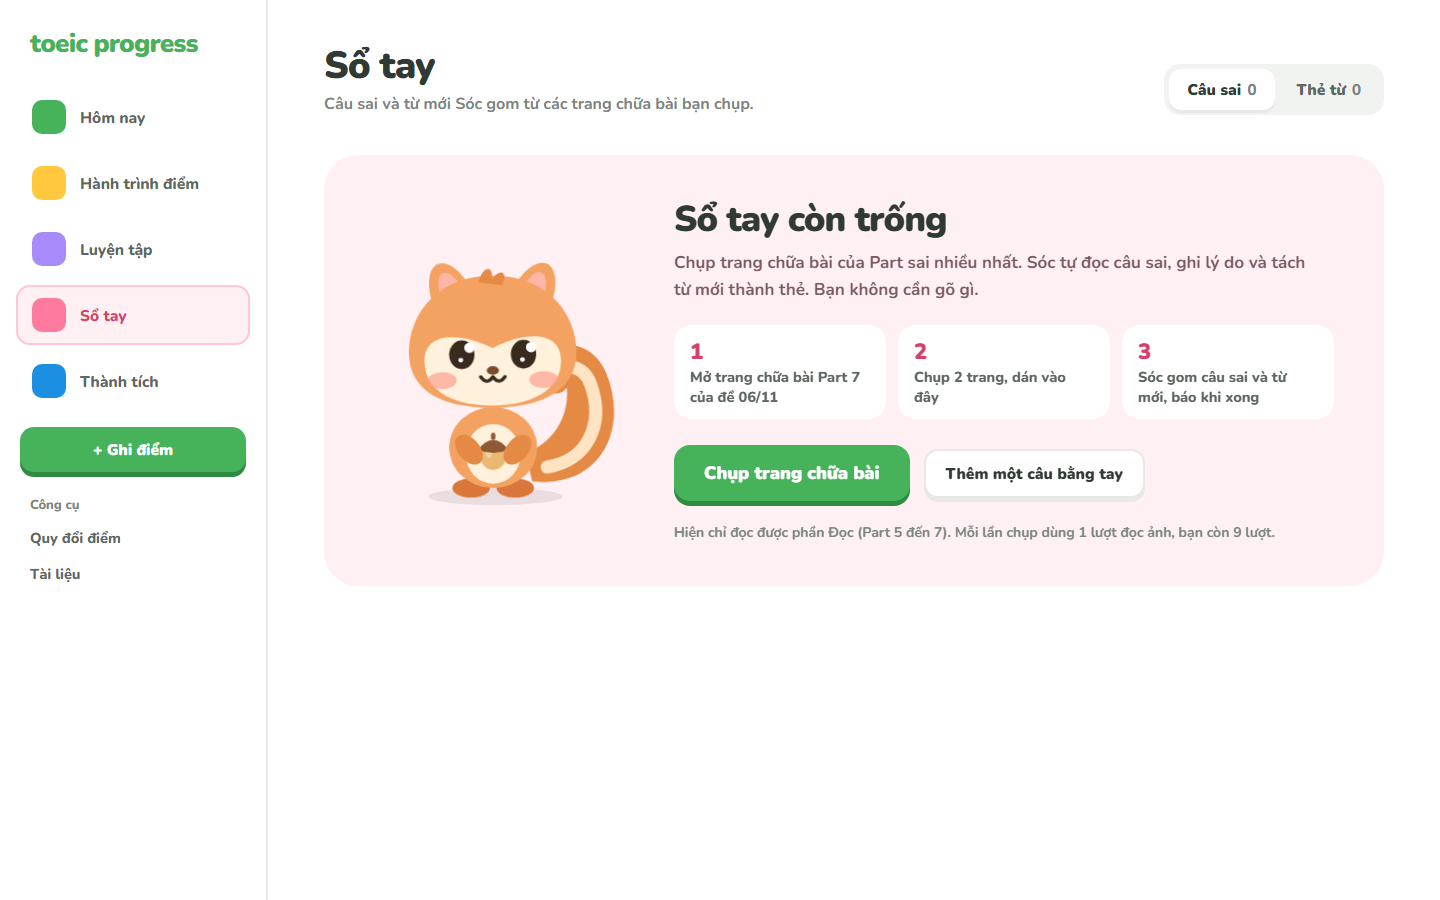 toeic progress
Hôm nay
Hành trình điểm
Luyện tập
Sổ tay
Thành tích
+ Ghi điểm
Công cụ
Quy đổi điểm
Tài liệu
Sổ tay
Câu sai và từ mới Sóc gom từ các trang chữa bài bạn chụp.
Câu sai 0
Thẻ từ 0
Sổ tay còn trống
Chụp trang chữa bài của Part sai nhiều nhất. Sóc tự đọc câu sai, ghi lý do và tách
từ mới thành thẻ. Bạn không cần gõ gì.
1
Mở trang chữa bài Part 7
của đề 06/11
2
Chụp 2 trang, dán vào
đây
3
Sóc gom câu sai và từ
mới, báo khi xong
Chụp trang chữa bài
Thêm một câu bằng tay
Hiện chỉ đọc được phần Đọc (Part 5 đến 7). Mỗi lần chụp dùng 1 lượt đọc ảnh, bạn còn 9 lượt.